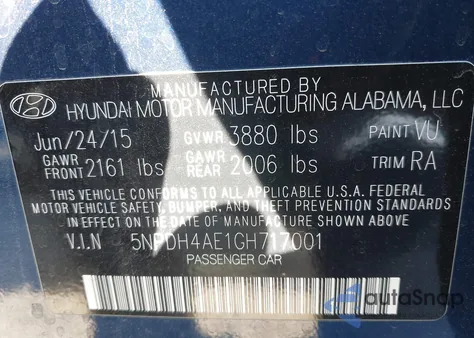 MANUFACTURED BY
HYUNDAI MOTOR MANUFACTURING ALABAMA, LLC
Jun/24/15 GVWR 3880 lbs PAINT VU
GAWR FRONT 2161 lbs GAWR REAR 2006 lbs TRIM RA
THIS VEHICLE CONFORMS TO ALL APPLICABLE U.S.A. FEDERAL
MOTOR VEHICLE SAFETY, BUMPER, AND THEFT PREVENTION STANDARDS
IN EFFECT ON THE DATE OF MANUFACTURE SHOWN ABOVE.
V.I.N 5NPDH4AE1GH717001
PASSENGER CAR
autoSnap